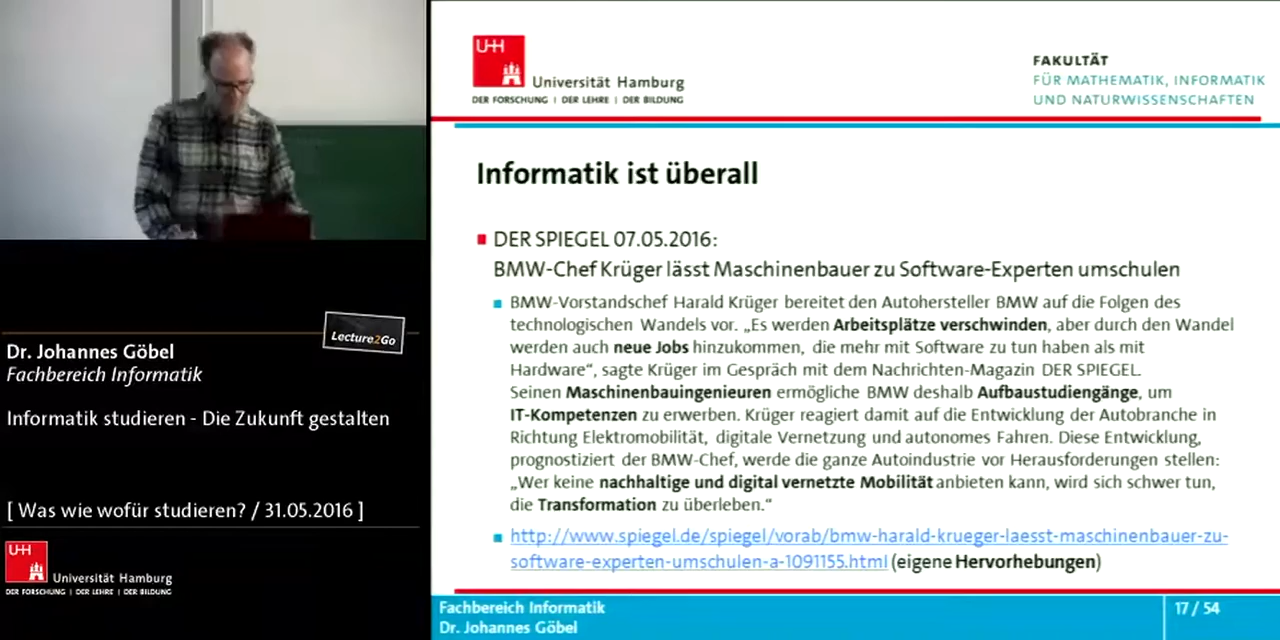 UHH
Universität Hamburg
DER FORSCHUNG | DER LEHRE | DER BILDUNG
FAKULTÄT
FÜR MATHEMATIK, INFORMATIK
UND NATURWISSENSCHAFTEN
Informatik ist überall
DER SPIEGEL 07.05.2016:
BMW-Chef Krüger lässt Maschinenbauer zu Software-Experten umschulen
BMW-Vorstandschef Harald Krüger bereitet den Autohersteller BMW auf die Folgen des
technologischen Wandels vor. „Es werden Arbeitsplätze verschwinden, aber durch den Wandel
werden auch neue Jobs hinzukommen, die mehr mit Software zu tun haben als mit
Hardware“, sagte Krüger im Gespräch mit dem Nachrichten-Magazin DER SPIEGEL.
Seinen Maschinenbauingenieuren ermögliche BMW deshalb Aufbaustudiengänge, um
IT-Kompetenzen zu erwerben. Krüger reagiert damit auf die Entwicklung der Autobranche in
Richtung Elektromobilität, digitale Vernetzung und autonomes Fahren. Diese Entwicklung,
prognostiziert der BMW-Chef, werde die ganze Autoindustrie vor Herausforderungen stellen:
„Wer keine nachhaltige und digital vernetzte Mobilität anbieten kann, wird sich schwer tun,
die Transformation zu überleben.“
http://www.spiegel.de/spiegel/vorab/bmw-harald-krueger-laesst-maschinenbauer-zu-
software-experten-umschulen-a-1091155.html (eigene Hervorhebungen)
Fachbereich Informatik
Dr. Johannes Göbel
17 / 54
Lecture2Go
Dr. Johannes Göbel
Fachbereich Informatik
Informatik studieren - Die Zukunft gestalten
[ Was wie wofür studieren? / 31.05.2016 ]
UHH
Universität Hamburg
DER FORSCHUNG | DER LEHRE | DER BILDUNG